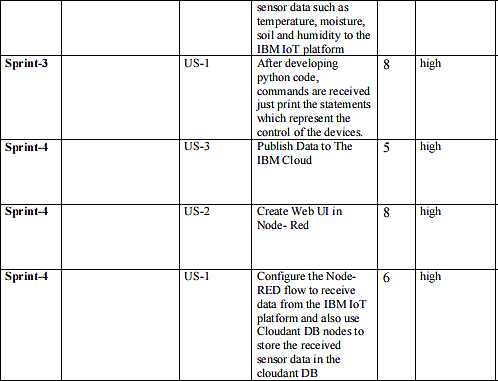 sensor data such as
temperature, moisture,
soil and humidity to the
IBM IoT platform
Sprint-3 US-1 After developing 8 high
python code,
commands are received
just print the statements
which represent the
control of the devices.
Sprint-4 US-3 Publish Data to The 5 high
IBM Cloud
Sprint-4 US-2 Create Web UI in 8 high
Node- Red
Sprint-4 US-1 Configure the Node- 6 high
RED flow to receive
data from the IBM IoT
platform and also use
Cloudant DB nodes to
store the received
sensor data in the
cloudant DB